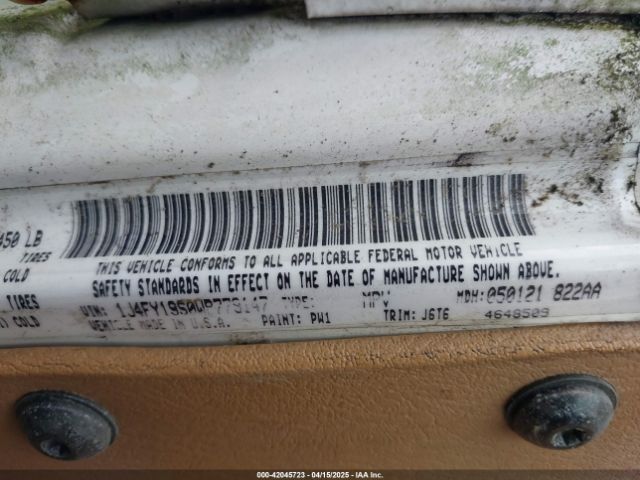 450 LB
TIRES
COLD
THIS VEHICLE CONFORMS TO ALL APPLICABLE FEDERAL MOTOR VEHICLE
SAFETY STANDARDS IN EFFECT ON THE DATE OF MANUFACTURE SHOWN ABOVE.
TIRES
VIN: 1J4FY19S0DP779147 TYPE: MPV MDH: 050121 822AA
COLD
VEHICLE MADE IN U.S.A. PAINT: PW1 TRIM: J6T6 4648509
000-42045723 - 04/15/2025 - IAA Inc.